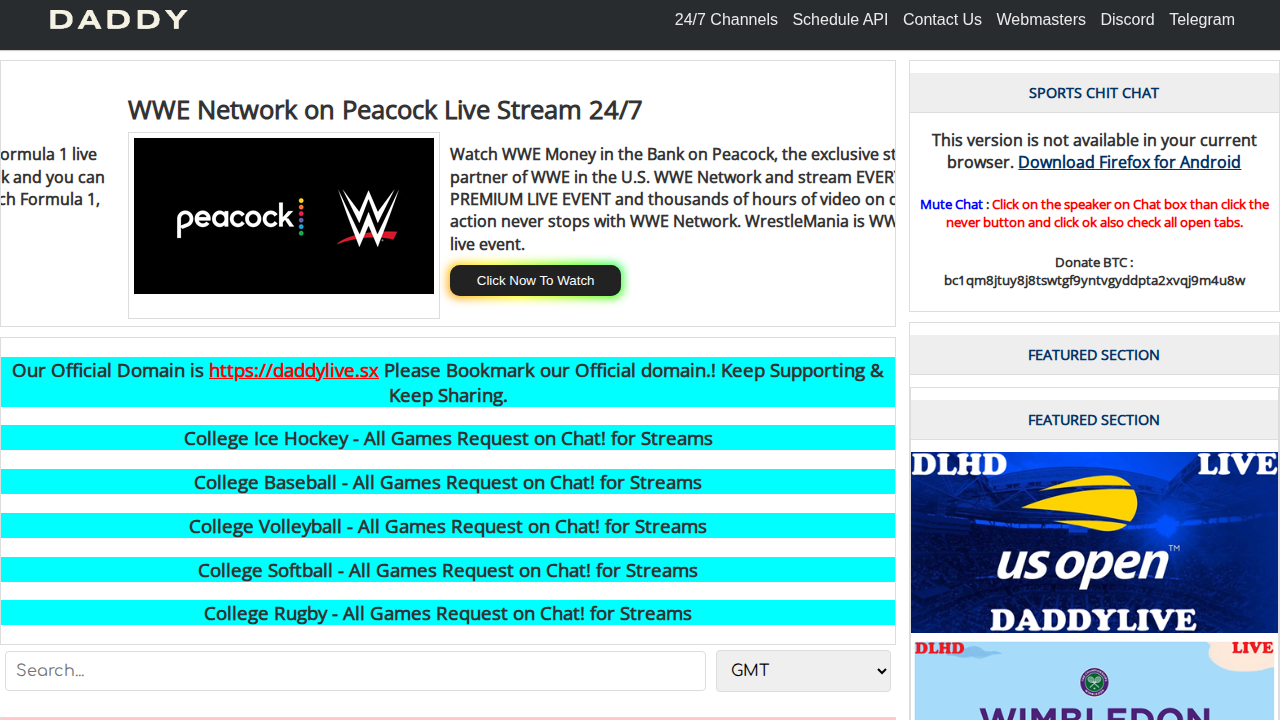 DADDY
24/7 Channels Schedule API Contact Us Webmasters Discord Telegram
WWE Network on Peacock Live Stream 24/7
ormula 1 live
k and you can
ch Formula 1,
peacock W
Watch WWE Money in the Bank on Peacock, the exclusive st
partner of WWE in the U.S. WWE Network and stream EVER
PREMIUM LIVE EVENT and thousands of hours of video on
action never stops with WWE Network. WrestleMania is WW
live event.
Click Now To Watch
Our Official Domain is https://daddylive.sx Please Bookmark our Official domain.! Keep Supporting &
Keep Sharing.
College Ice Hockey - All Games Request on Chat! for Streams
College Baseball - All Games Request on Chat! for Streams
College Volleyball - All Games Request on Chat! for Streams
College Softball - All Games Request on Chat! for Streams
College Rugby - All Games Request on Chat! for Streams
Search...
GMT
SPORTS CHIT CHAT
This version is not available in your current
browser. Download Firefox for Android
Mute Chat : Click on the speaker on Chat box than click the
never button and click ok also check all open tabs.
Donate BTC :
bc1qm8jtuy8j8tswtgf9yntvgyddpta2xvqj9m4u8w
FEATURED SECTION
FEATURED SECTION
DLHD LIVE
us open™
DADDYLIVE
DLHD LIVE
WIMBLEDON